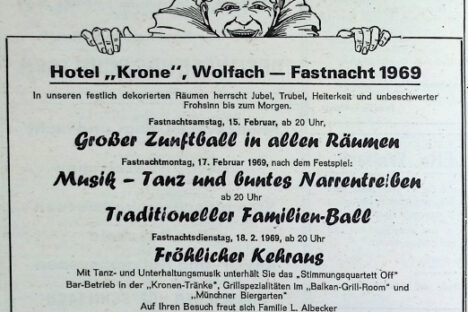 Hotel „Krone", Wolfach — Fastnacht 1969
In unseren festlich dekorierten Räumen herrscht Jubel, Trubel, Heiterkeit und unbeschwerter
Frohsinn bis zum Morgen.
Fastnachtsamstag, 15. Februar, ab 20 Uhr,
Großer Zunftball in allen Räumen
Fastnachtmontag, 17. Februar 1969, nach dem Festspiel:
Musik – Tanz und buntes Narrentreiben
ab 20 Uhr
Traditioneller Familien-Ball
Fastnachtsdienstag, 18. 2. 1969, ab 20 Uhr
Fröhlicher Kehraus
Mit Tanz- und Unterhaltungsmusik unterhält Sie das „Stimmungsquartett Off"
Bar-Betrieb in der „Kronen-Tränke", Grillspezialitäten im „Balkan-Grill-Room" und
„Münchner Biergarten"
Auf Ihren Besuch freut sich Familie L. Albecker